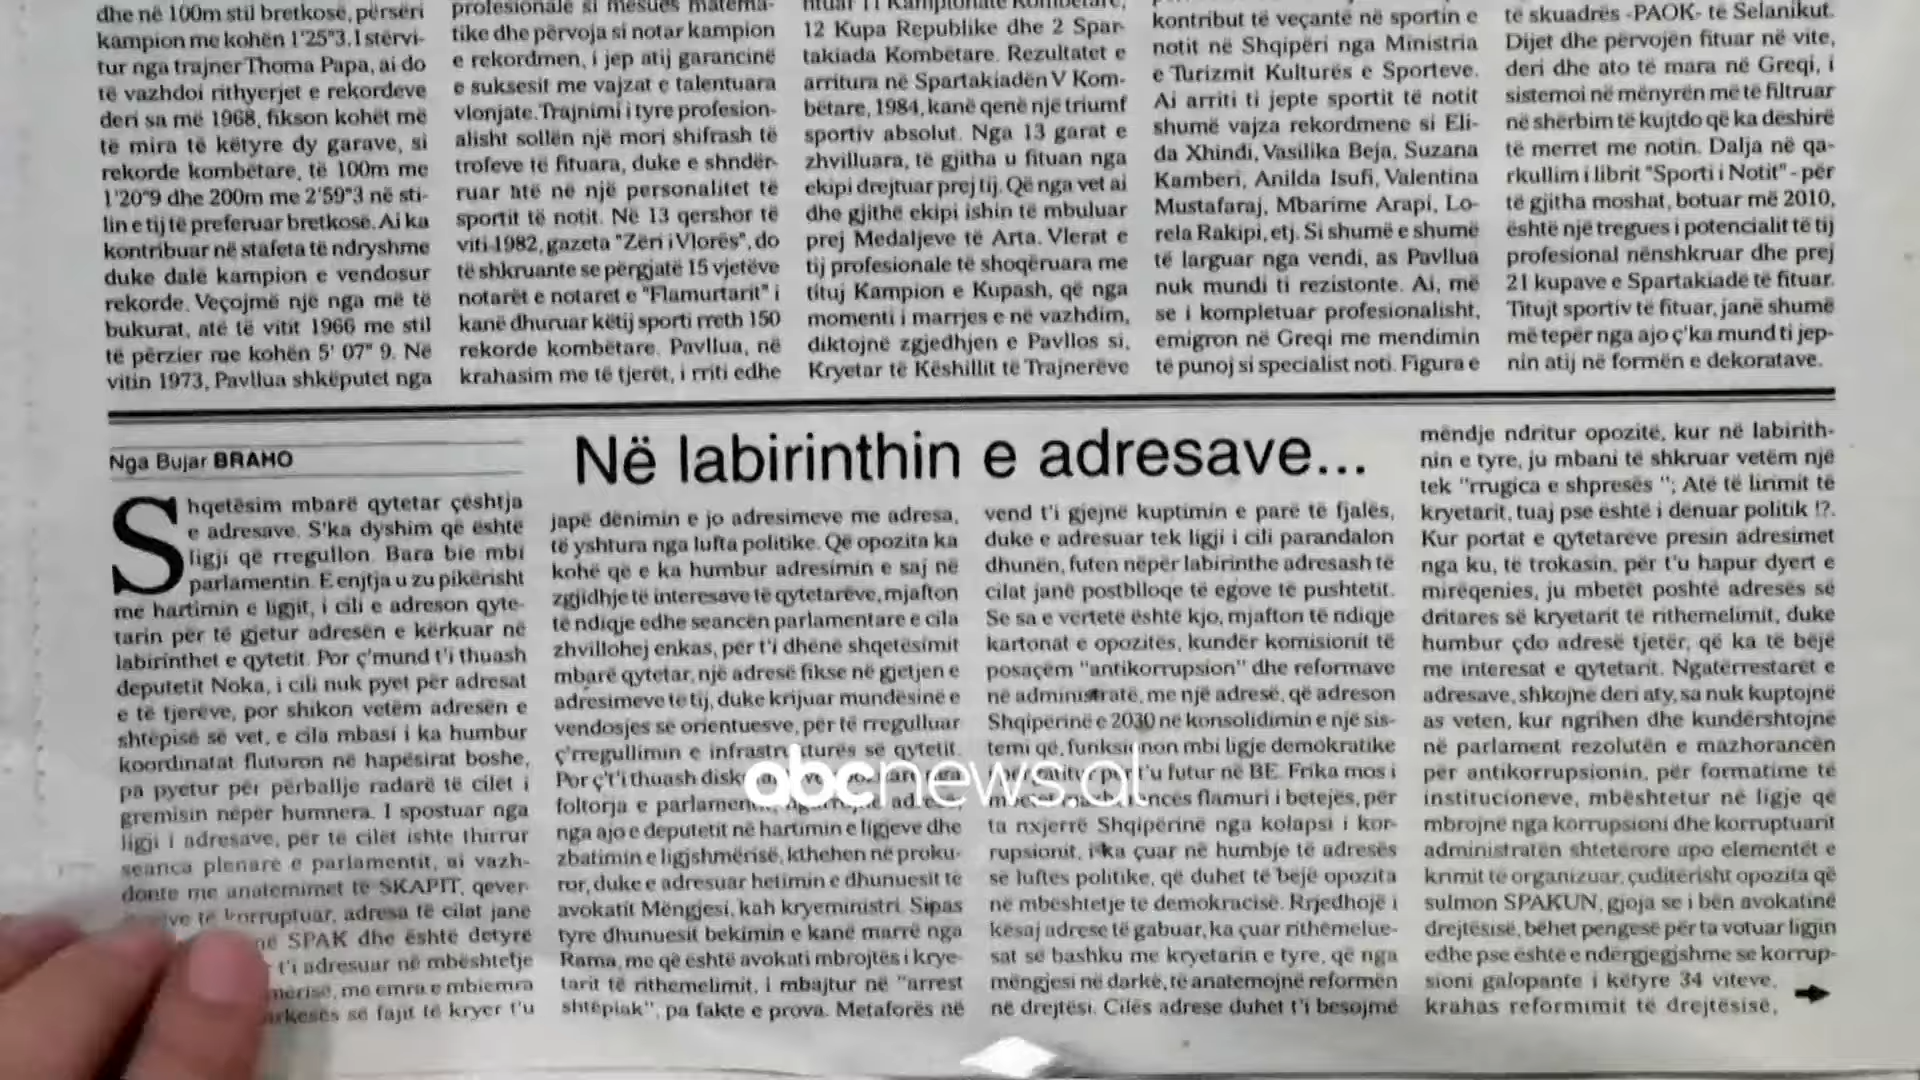 dhe në 100m stil bretkosë, përsëri
kampion me kohën 1'25"3. I stërvi-
tur nga trajner Thoma Papa, ai do
të vazhdoi rithyerjet e rekordeve
deri sa më 1968, fikson kohët më
të mira të këtyre dy garave, si
rekorde kombëtare, të 100m me
1'20"9 dhe 200m me 2'59"3 në sti-
lin e tij të preferuar bretkosë. Ai ka
kontribuar në stafeta të ndryshme
duke dalë kampion e vendosur
rekorde. Veçojmë një nga më të
bukurat, atë të vitit 1966 me stil
të përzier me kohën 5' 07" 9. Në
vitin 1973, Pavllua shkëputet nga
profesionale si mësues matema-
tike dhe përvoja si notar kampion
e rekordmen, i jep atij garancinë
e suksesit me vajzat e talentuara
vlonjate. Trajnimi i tyre profesion-
alisht sollën një mori shifrash të
trofeve të fituara, duke e shndër-
ruar atë në një personalitet të
sportit të notit. Në 13 qershor të
viti 1982, gazeta "Zëri i Vlorës", do
të shkruante se përgjatë 15 vjetëve
notarët e notaret e "Flamurtarit" i
kanë dhuruar këtij sporti rreth 150
rekorde kombëtare. Pavllua, në
krahasim me të tjerët, i rriti edhe
fituar 11 Kampionate Kombëtare,
12 Kupa Republike dhe 2 Spar-
takiada Kombëtare. Rezultatet e
arritura në Spartakiadën V Kom-
bëtare, 1984, kanë qenë një triumf
sportiv absolut. Nga 13 garat e
zhvilluara, të gjitha u fituan nga
ekipi drejtuar prej tij. Që nga vet ai
dhe gjithë ekipi ishin të mbuluar
prej Medaljeve të Arta. Vlerat e
tij profesionale të shoqëruara me
tituj Kampion e Kupash, që nga
momenti i marrjes e në vazhdim,
diktojnë zgjedhjen e Pavllos si,
Kryetar të Këshillit të Trajnerëve
kontribut të veçantë në sportin e
notit në Shqipëri nga Ministria
e Turizmit Kulturës e Sporteve.
Ai arriti ti jepte sportit të notit
shumë vajza rekordmene si Eli-
da Xhindi, Vasilika Beja, Suzana
Kamberi, Anilda Isufi, Valentina
Mustafaraj, Mbarime Arapi, Lo-
rela Rakipi, etj. Si shumë e shumë
të larguar nga vendi, as Pavllua
nuk mundi ti rezistonte. Ai, më
se i kompletuar profesionalisht,
emigron në Greqi me mendimin
të punoj si specialist noti. Figura e
të skuadrës -PAOK- të Selanikut.
Dijet dhe përvojën fituar në vite,
deri dhe ato të mara në Greqi, i
sistemoi në mënyrën më të filtruar
në shërbim të kujtdo që ka dëshirë
të merret me notin. Dalja në qa-
rkullim i librit "Sporti i Notit" - për
të gjitha moshat, botuar më 2010,
është një tregues i potencialit të tij
profesional nënshkruar dhe prej
21 kupave e Spartakiadë të fituar.
Titujt sportiv të fituar, janë shumë
më tepër nga ajo ç'ka mund ti jep-
nin atij në formën e dekoratave.
Nga Bujar BRAHO
Në labirinthin e adresave...
Shqetësim mbarë qytetar çështja
e adresave. S'ka dyshim që është
ligji që rregullon. Bara bie mbi
parlamentin. E enjtja u zu pikërisht
me hartimin e ligjit, i cili e adreson qyte-
tarin për të gjetur adresën e kërkuar në
labirinthet e qytetit. Por ç'mund t'i thuash
deputetit Noka, i cili nuk pyet për adresat
e të tjerëve, por shikon vetëm adresën e
shtëpisë së vet, e cila mbasi i ka humbur
koordinatat fluturon në hapësirat boshe,
pa pyetur për përballje radarë të cilët i
gremisin nëpër humnera. I spostuar nga
ligji i adresave, për të cilët ishte thirrur
seanca plenare e parlamentit, ai vazh-
donte me anatemimet të SKAPIT, qever-
të korruptuar, adresa të cilat janë
në SPAK dhe është detyrë
t'i adresuar në mbështetje
me emra e mbiemra
së fajit të kryer t'u
japë dënimin e jo adresimeve me adresa,
të yshtura nga lufta politike. Që opozita ka
kohë që e ka humbur adresimin e saj në
zgjidhje të interesave të qytetarëve, mjafton
të ndiqje edhe seancën parlamentare e cila
zhvillohej enkas, për t'i dhënë shqetësimit
mbarë qytetar, një adresë fikse në gjetjen e
adresimeve te tij, duke krijuar mundësinë e
vendosjes së orientuesve, për të rregulluar
ç'rregullimin e infrastrukturës së qytetit.
Por ç't'i thuash
foltorja e
nga ajo e deputetit në hartimin e ligjeve dhe
zbatimin e ligjshmërisë, kthehen në proku-
ror, duke e adresuar hetimin e dhunuesit të
avokatit Mëngjesi, kah kryeministri. Sipas
tyre dhunuesit bekimin e kanë marrë nga
Rama, me që është avokati mbrojtës i krye-
tarit të rithemelimit, i mbajtur në "arrest
shtëpiak", pa fakte e prova. Metaforës në
vend t'i gjejnë kuptimin e parë të fjalës,
duke e adresuar tek ligji i cili parandalon
dhunën, futen nëpër labirinthe adresash të
cilat janë postblloqe të egove të pushtetit.
Se sa e vërtetë është kjo, mjafton të ndiqje
kartonat e opozitës, kundër komisionit të
posaçëm "antikorrupsion" dhe reformave
në administratë, me një adresë, që adreson
Shqipërinë e 2030 në konsolidimin e një sis-
temi që, funksionon mbi ligje demokratike
t'u futur në BE. Frika mos i
flamuri i betejës, për
ta nxjerrë Shqipërinë nga kolapsi i kor-
rupsionit, i ka çuar në humbje të adresës
së luftës politike, që duhet të bëjë opozita
në mbështetje të demokracisë. Rrjedhojë i
kësaj adrese të gabuar, ka çuar rithemelue-
sat së bashku me kryetarin e tyre, që nga
mëngjesi në darkë, të anatemojnë reformën
në drejtësi. Cilës adrese duhet t'i besojmë
mëndje ndritur opozitë, kur në labirith-
nin e tyre, ju mbani të shkruar vetëm një
tek "rrugica e shpresës "; Atë të lirimit të
kryetarit, tuaj pse është i dënuar politik !?.
Kur portat e qytetarëve presin adresimet
nga ku, të trokasin, për t'u hapur dyert e
mirëqenies, ju mbetët poshtë adresës së
dritares së kryetarit të rithemelimit, duke
humbur çdo adresë tjetër, që ka të bëjë
me interesat e qytetarit. Ngatërrestarët e
adresave, shkojnë deri aty, sa nuk kuptojnë
as veten, kur ngrihen dhe kundërshtojnë
në parlament rezolutën e mazhorancën
për antikorrupsionin, për formatime të
institucioneve, mbështetur në ligje që
mbrojnë nga korrupsioni dhe korruptuarit
administratën shtetërore apo elementët e
krimit të organizuar, çuditërisht opozita që
sulmon SPAKUN, gjoja se i bën avokatinë
drejtësisë, bëhet pengesë për ta votuar ligjin
edhe pse është e ndërgjegjshme se korrup-
sioni galopante i këtyre 34 viteve,
krahas reformimit të drejtësisë,
abcnews.al